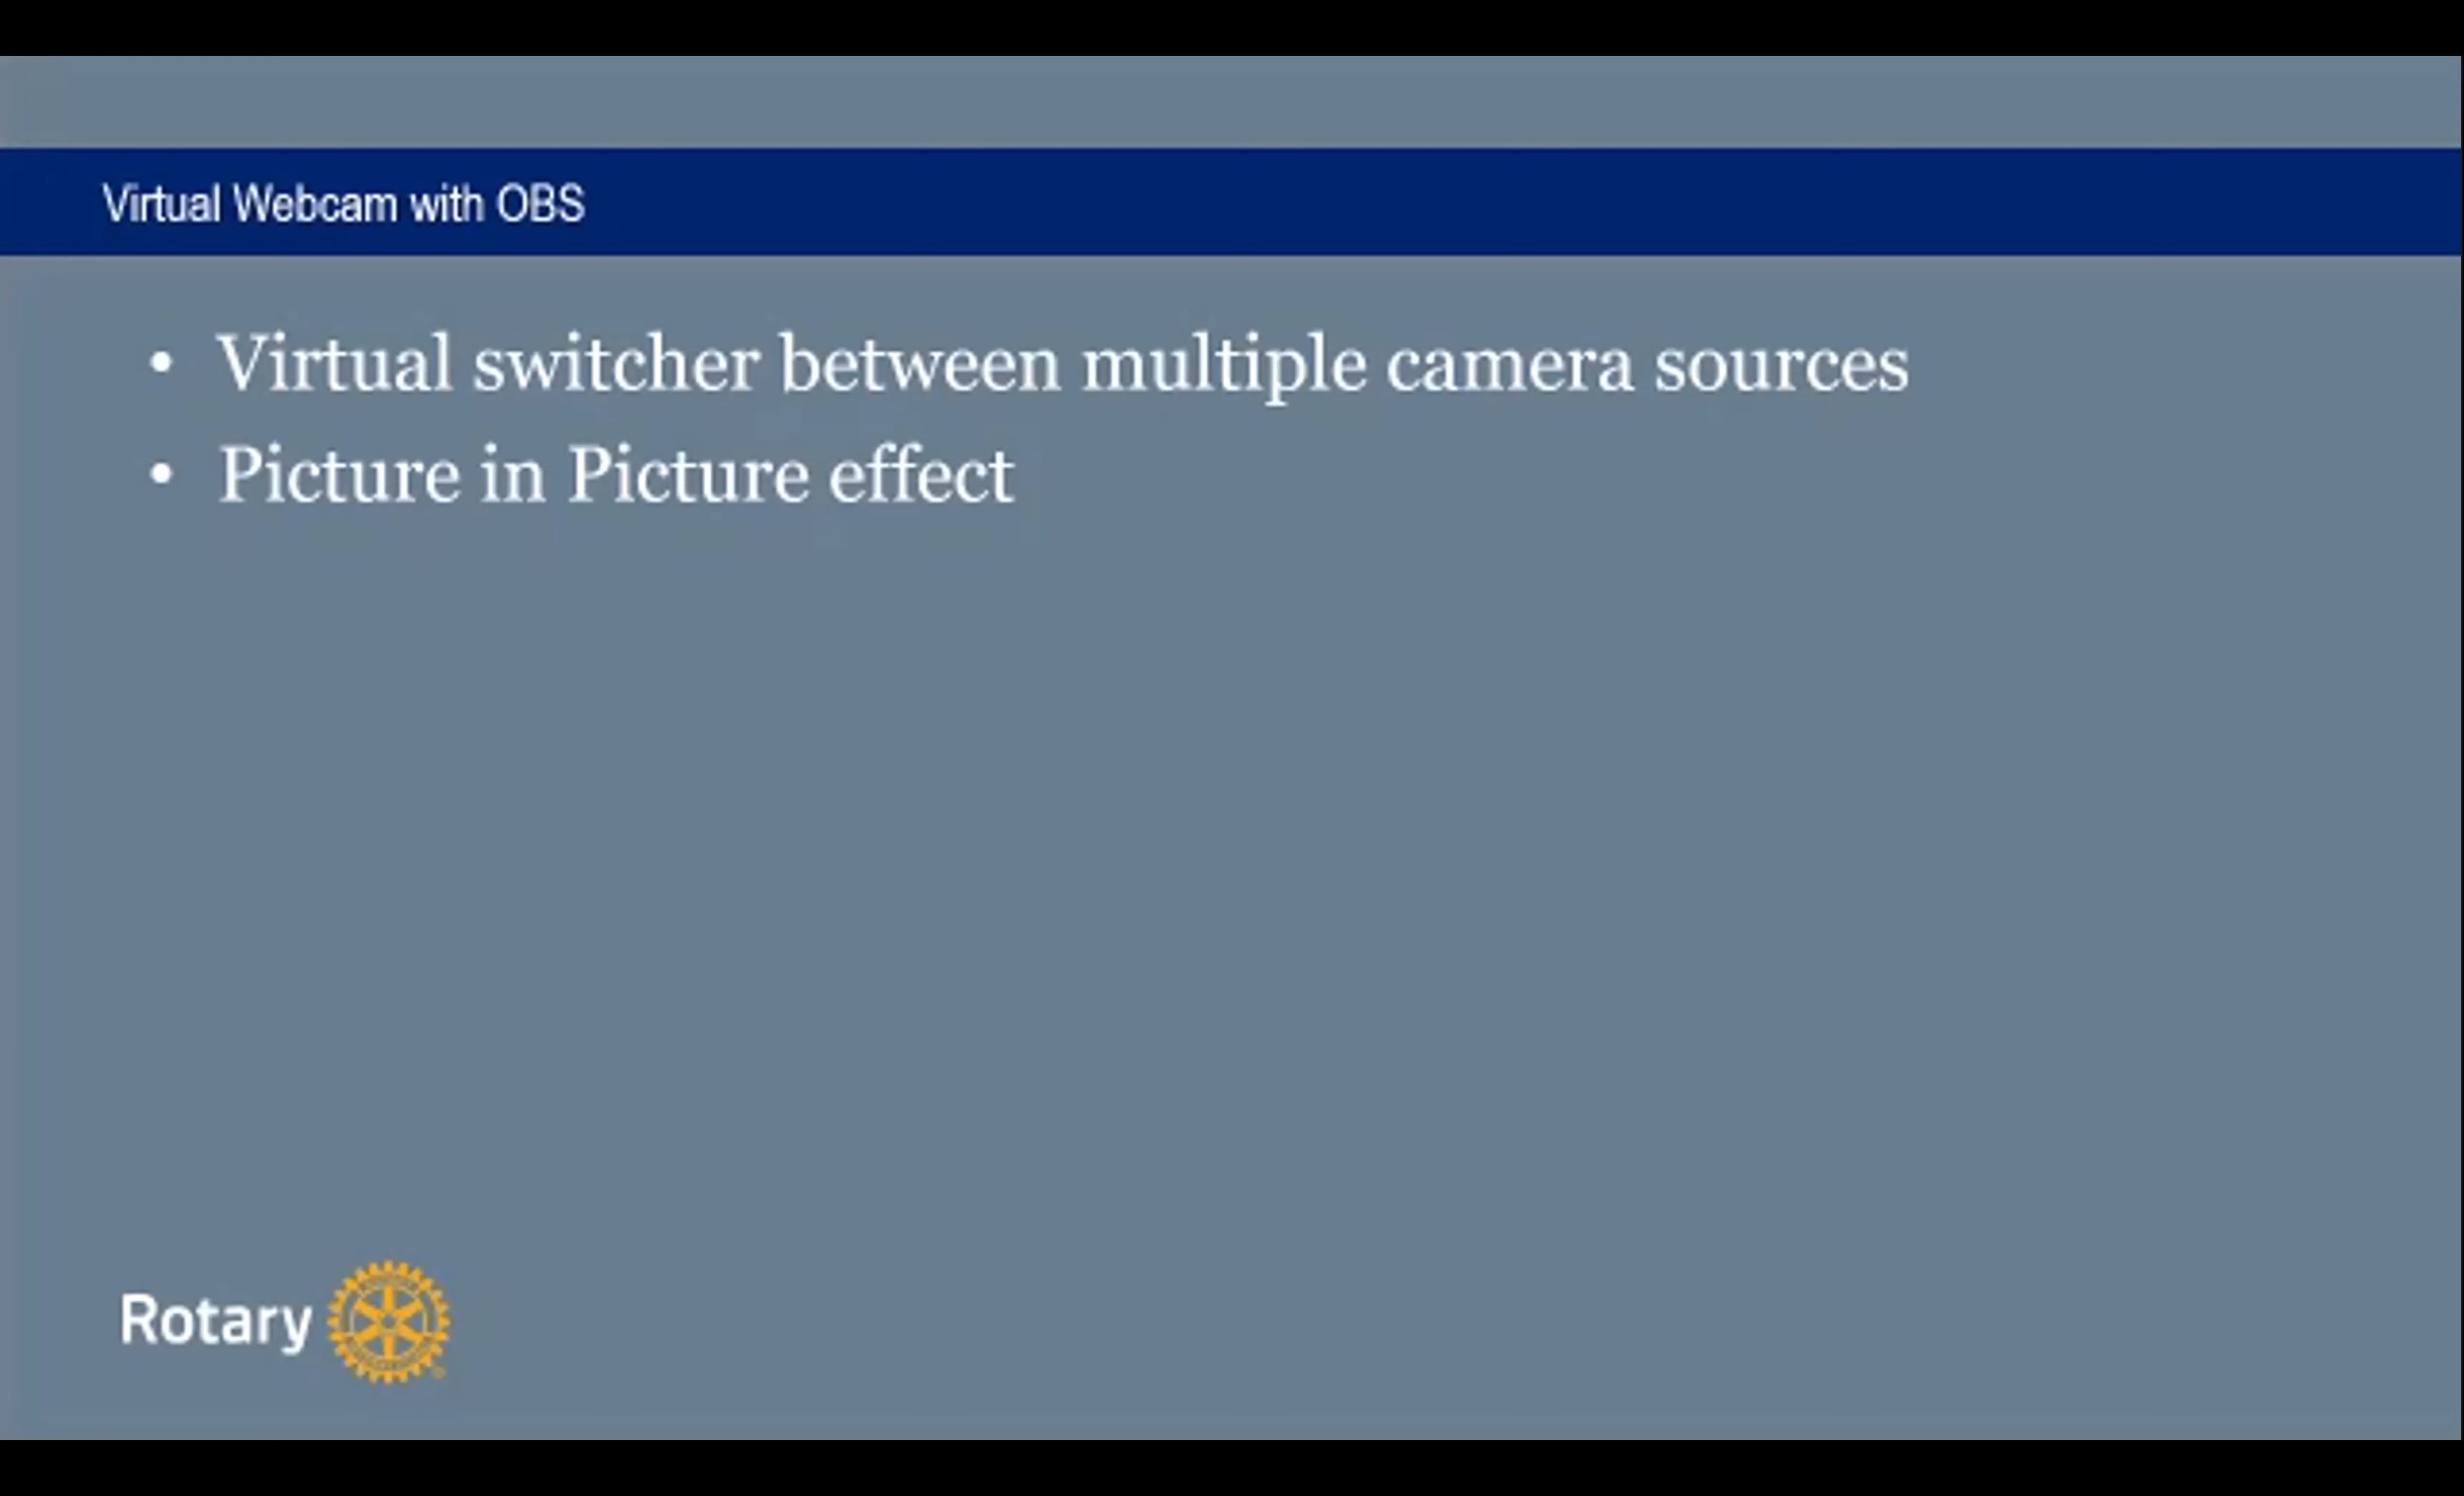 Virtual Webcam with OBS
• Virtual switcher between multiple camera sources
• Picture in Picture effect
Rotary